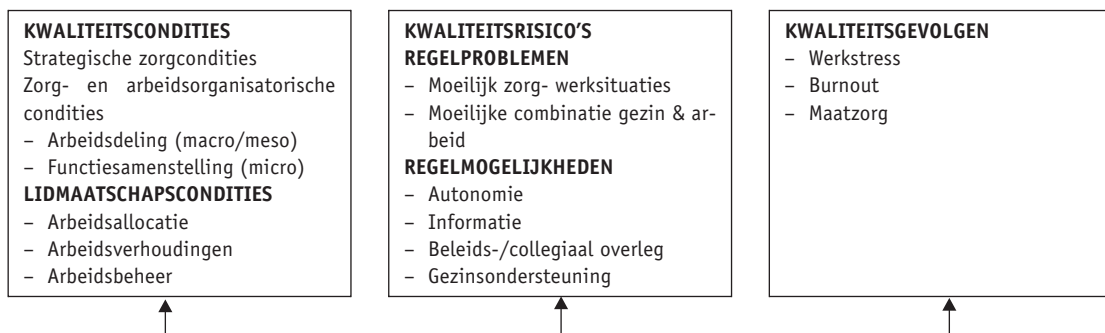 KWALITEITSCONDITIES
Strategische zorgcondities
Zorg- en arbeidsorganisatorische
condities
– Arbeidsdeling (macro/meso)
– Functiesamenstelling (micro)
LIDMAATSCHAPSCONDITIES
– Arbeidsallocatie
– Arbeidsverhoudingen
– Arbeidsbeheer
KWALITEITSRISICO’S
REGELPROBLEMEN
– Moeilijk zorg- werksituaties
– Moeilijke combinatie gezin & ar-
beid
REGELMOGELIJKHEDEN
– Autonomie
– Informatie
– Beleids-/collegiaal overleg
– Gezinsondersteuning
KWALITEITSGEVOLGEN
– Werkstress
– Burnout
– Maatzorg